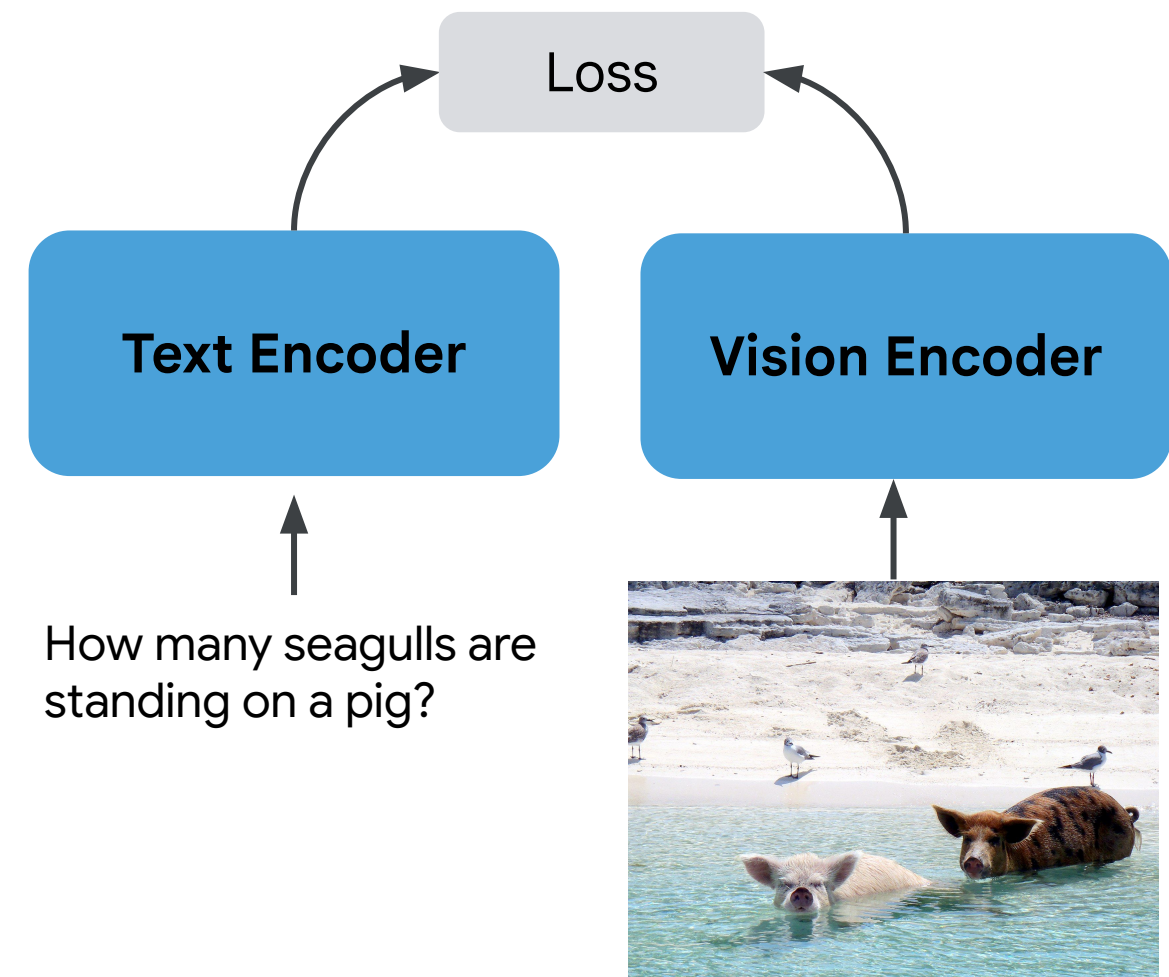 Loss
Text Encoder
Vision Encoder
How many seagulls are
standing on a pig?